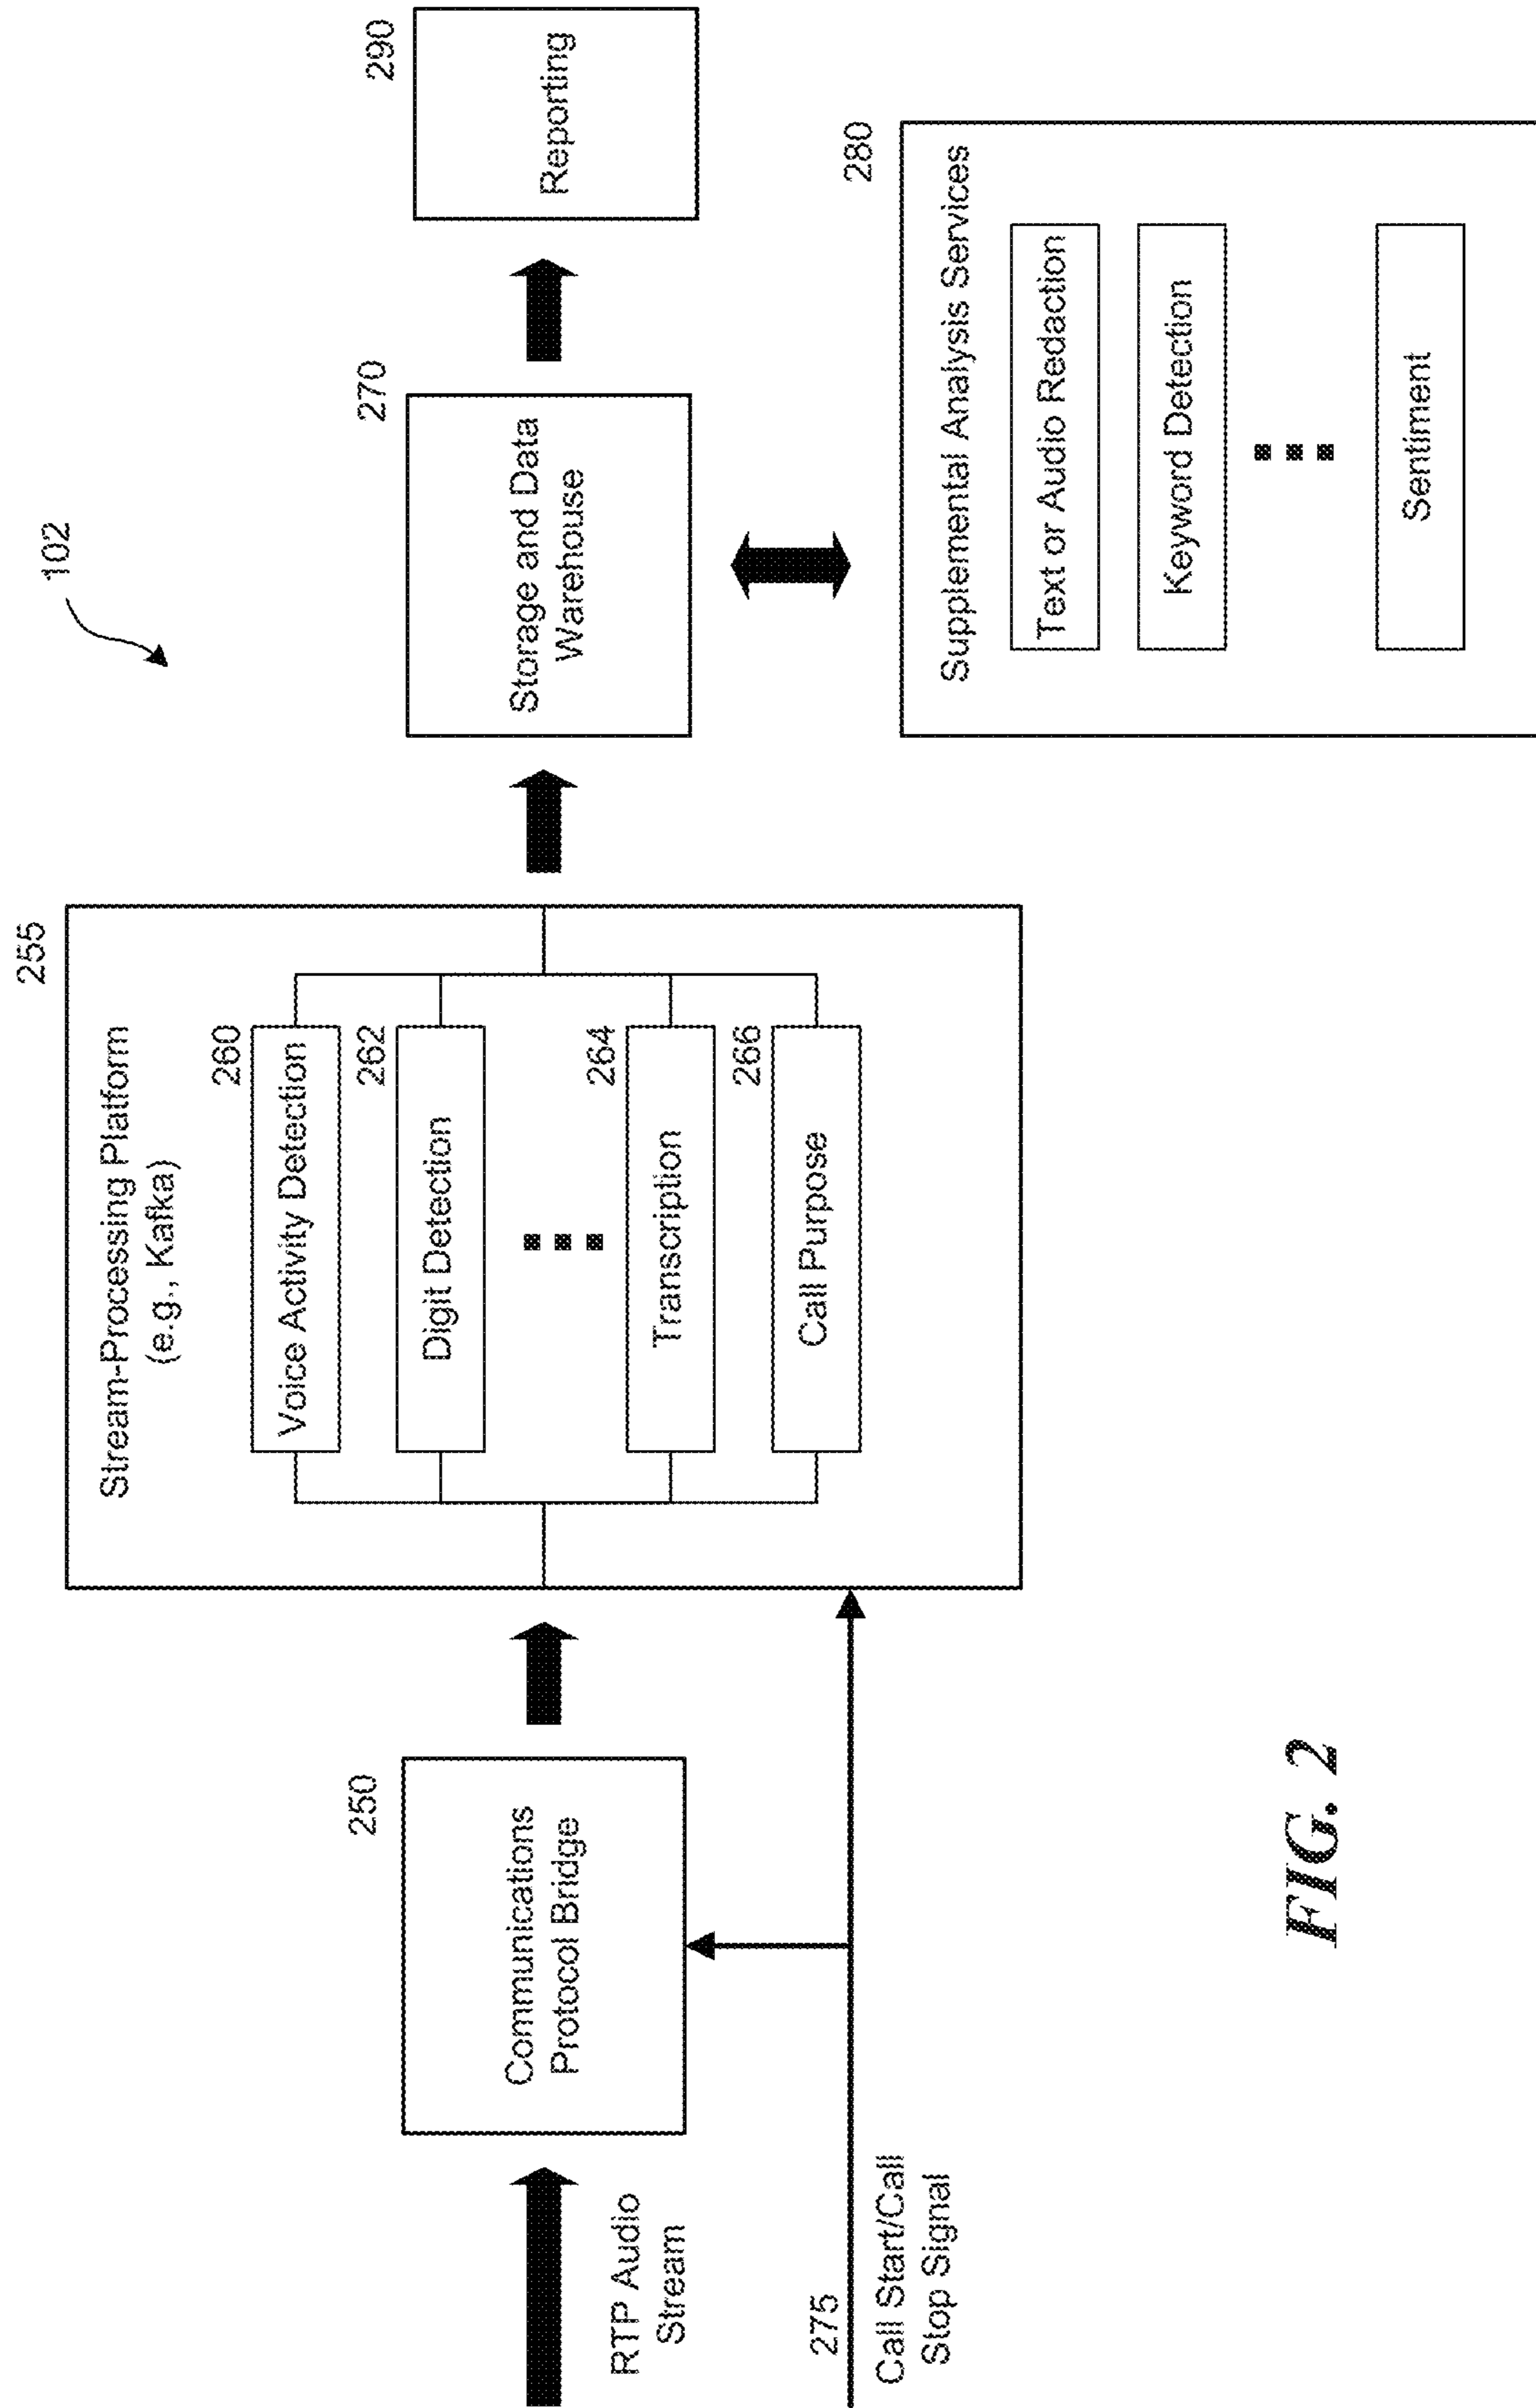 102
RTP Audio
Stream
275
Call Start/Call
Stop Signal
250
Communications
Protocol Bridge
255
Stream-Processing Platform
(e.g., Kafka)
260
Voice Activity Detection
262
Digit Detection
264
Transcription
266
Call Purpose
270
Storage and Data
Warehouse
290
Reporting
280
Supplemental Analysis Services
Text or Audio Redaction
Keyword Detection
Sentiment
FIG. 2